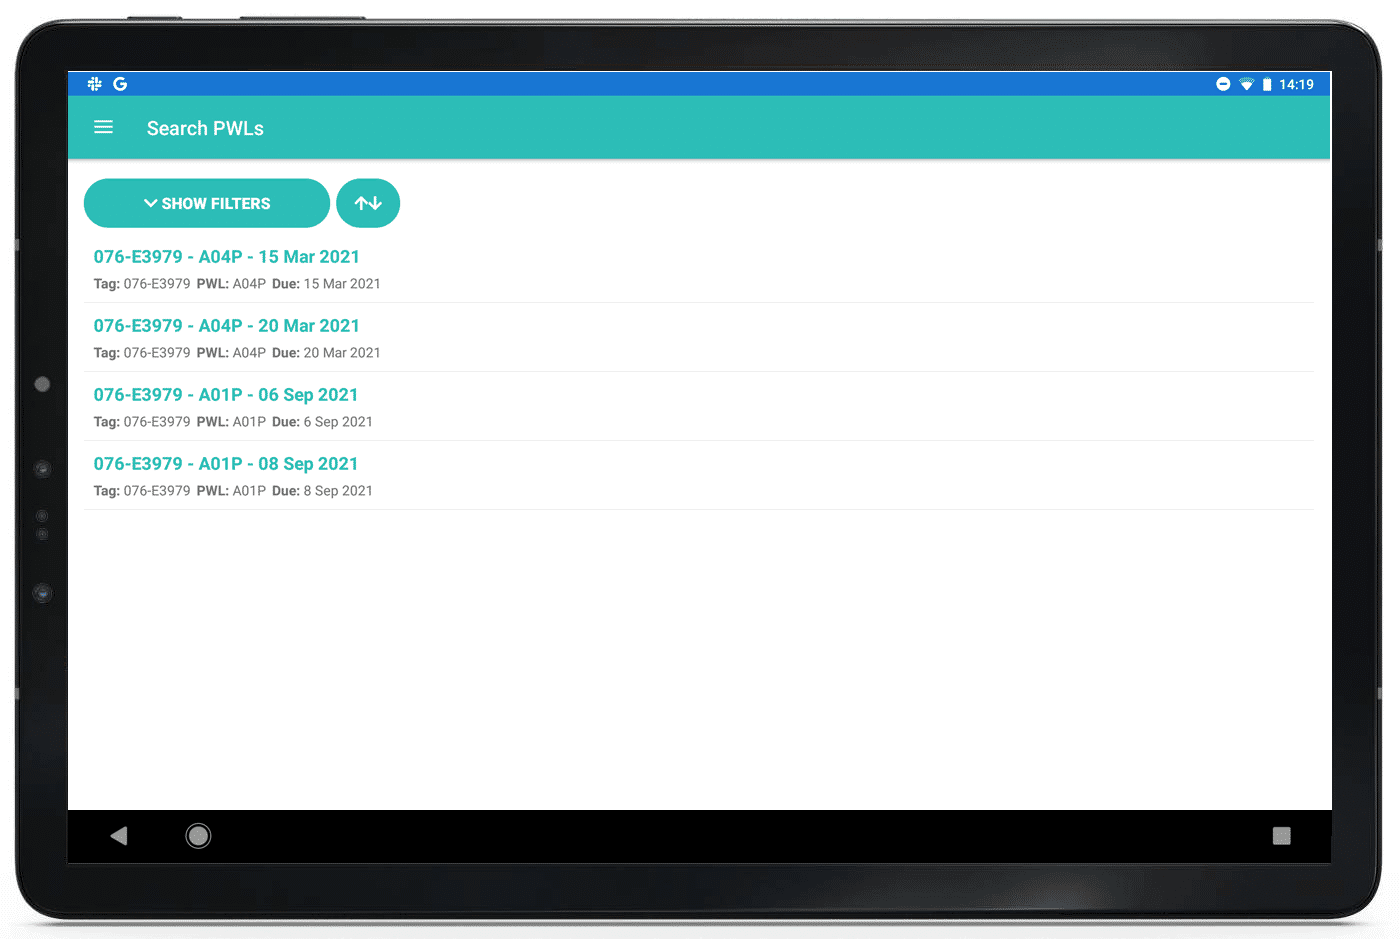 14:19
Search PWLs
SHOW FILTERS
076-E3979 - A04P - 15 Mar 2021
Tag: 076-E3979 PWL: A04P Due: 15 Mar 2021
076-E3979 - A04P - 20 Mar 2021
Tag: 076-E3979 PWL: A04P Due: 20 Mar 2021
076-E3979 - A01P - 06 Sep 2021
Tag: 076-E3979 PWL: A01P Due: 6 Sep 2021
076-E3979 - A01P - 08 Sep 2021
Tag: 076-E3979 PWL: A01P Due: 8 Sep 2021